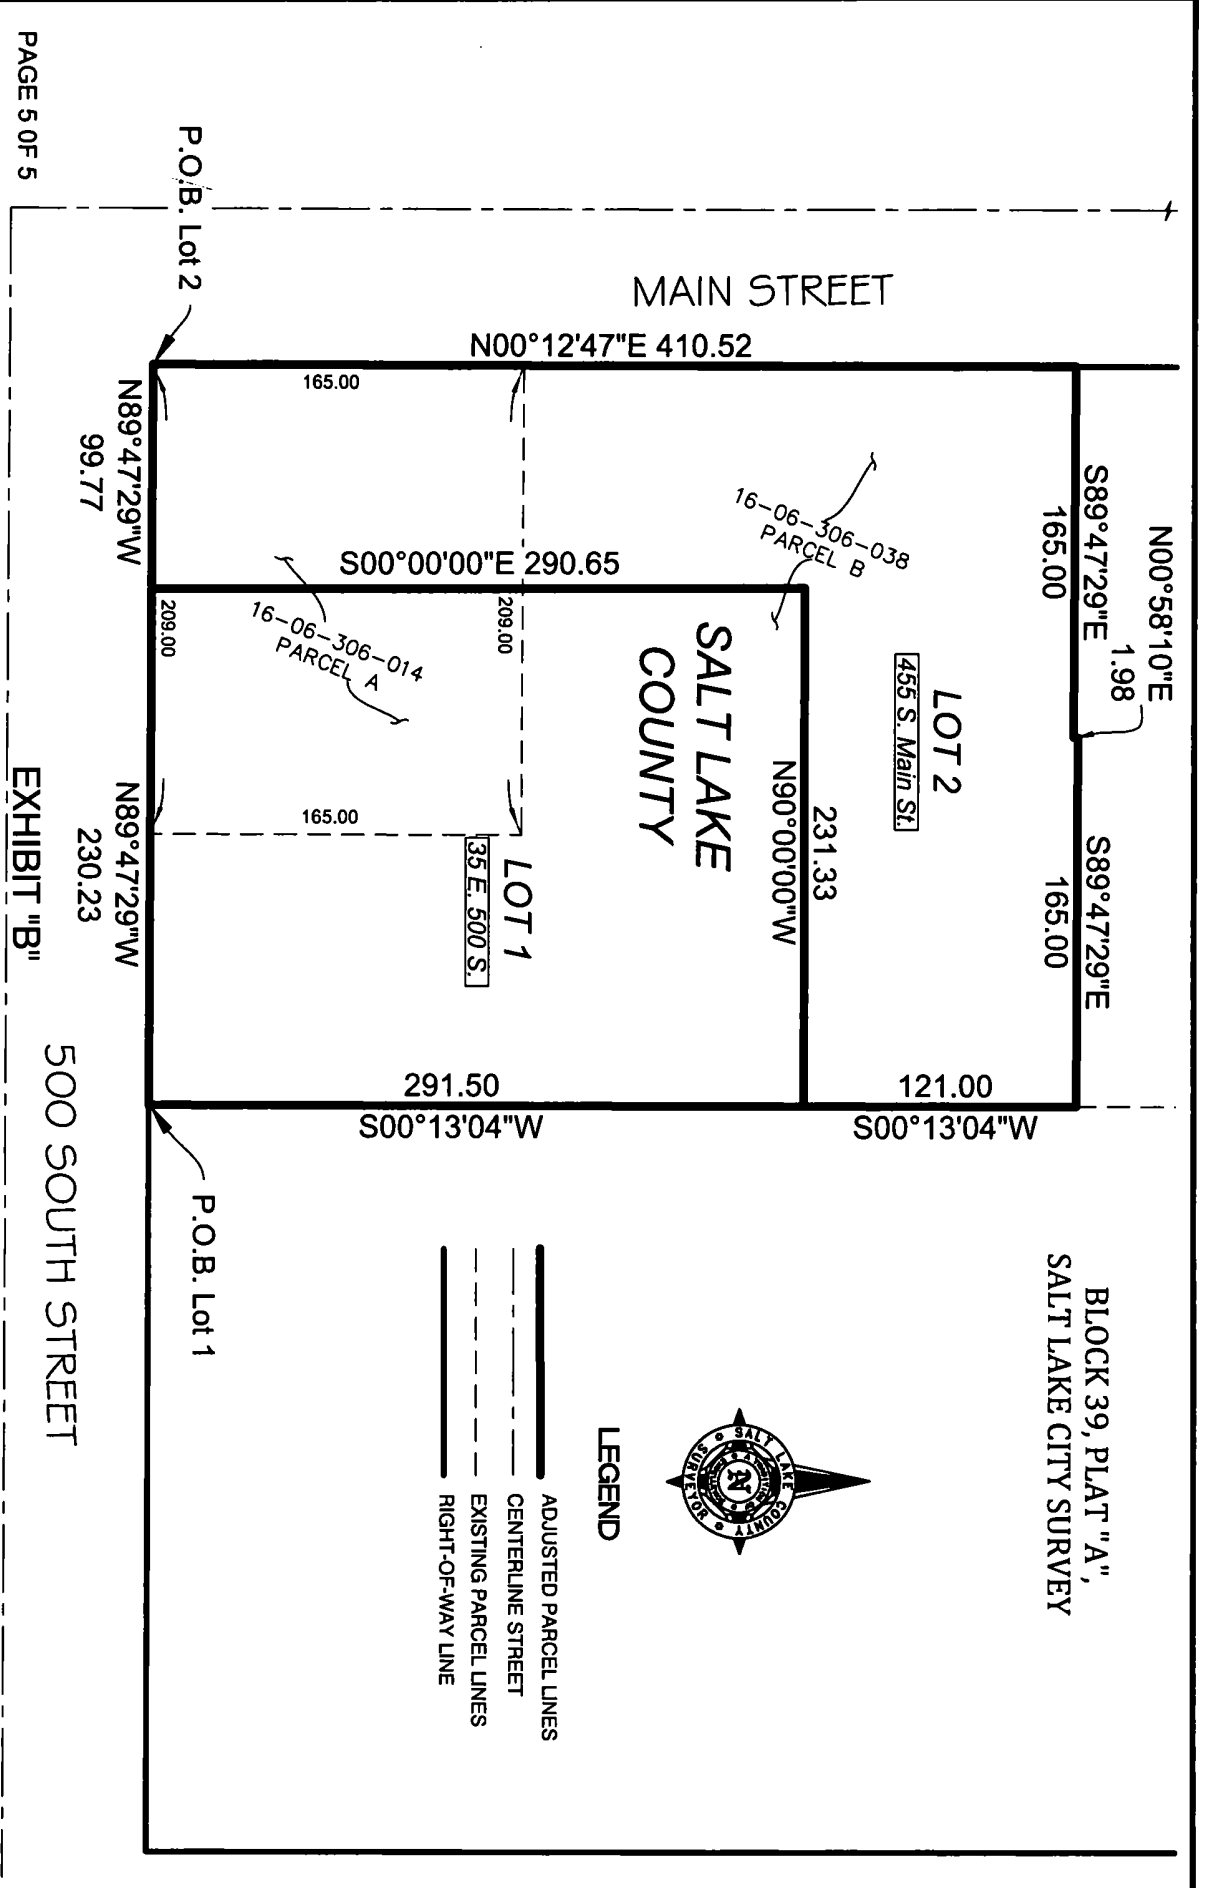 BLOCK 39, PLAT "A",
SALT LAKE CITY SURVEY
N00°58'10"E
1.98
S89°47'29"E
165.00
S89°47'29"E
165.00
MAIN STREET
N00°12'47"E 410.52
165.00
LOT 2
455 S. Main St.
16-06-306-038
PARCEL B
121.00
S00°13'04"W
231.33
N90°00'00"W
SALT LAKE
COUNTY
S00°00'00"E 290.65
209.00
LOT 1
35 E. 500 S.
291.50
S00°13'04"W
16-06-306-014
PARCEL A
165.00
209.00
P.O.B. Lot 2
N89°47'29"W
99.77
N89°47'29"W
230.23
P.O.B. Lot 1
500 SOUTH STREET
SALT LAKE COUNTY
SURVEYOR
N
LEGEND
ADJUSTED PARCEL LINES
CENTERLINE STREET
EXISTING PARCEL LINES
RIGHT-OF-WAY LINE
PAGE 5 OF 5
EXHIBIT "B"